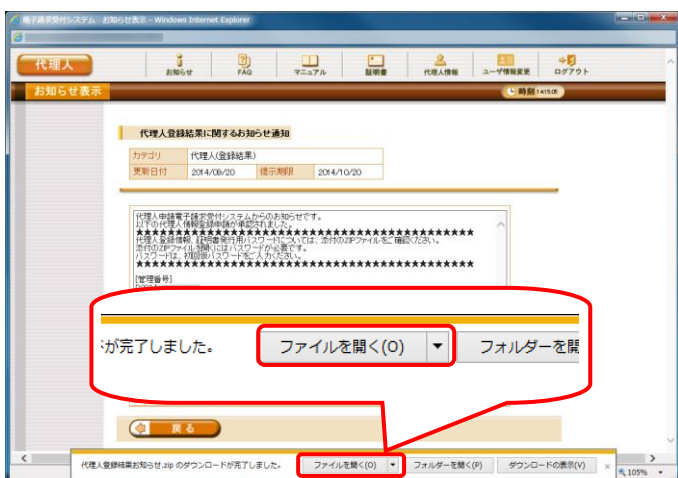 電子請求受付システム お知らせ表示 - Windows Internet Explorer
代理人
お知らせ
FAQ
マニュアル
証明書
代理人情報
ユーザ情報変更
ログアウト
お知らせ表示
時刻 14:19:05
代理人登録結果に関するお知らせ通知
カテゴリ 代理人(登録結果)
更新日付 2014/09/20 掲示期限 2014/10/20
代理人申請電子請求受付システムからのお知らせです。
以下の代理人情報登録申請が承認されました。
★★★★★★★★★★★★★★★★★★★★★★★★★★★★★★★★★★★★★★★
代理人登録情報、証明書発行用パスワードについては、添付のZIPファイルをご確認ください。
添付のZIPファイルを開くにはパスワードが必要です。
パスワードは、初回仮パスワードをご入力ください。
★★★★★★★★★★★★★★★★★★★★★★★★★★★★★★★★★★★★★★★
[管理番号]
が完了しました。 ファイルを開く(O) ▼ フォルダーを開
戻る
代理人登録結果お知らせ.zip のダウンロードが完了しました。 ファイルを開く(O) ▼ フォルダーを開く(P) ダウンロードの表示(V) ×
105%